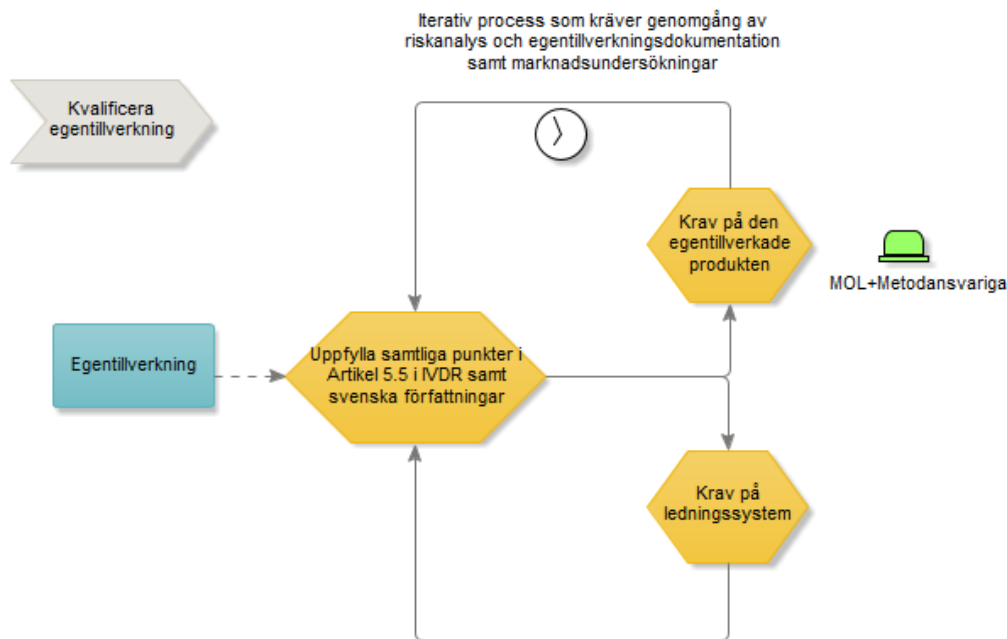 Iterativ process som kräver genomgång av
riskanalys och egentillverkningsdokumentation
samt marknadsundersökningar
Kvalificera
egentillverkning
Krav på den
egentillverkade
produkten
MOL+Metodansvariga
Egentillverkning
Uppfylla samtliga punkter i
Artikel 5.5 i IVDR samt
svenska författningar
Krav på
ledningssystem